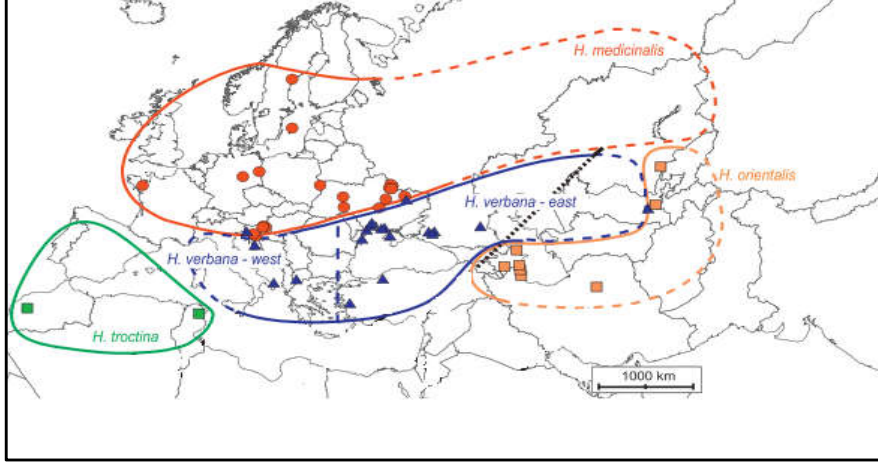 H. medicinalis
H. orientalis
H. verbana - east
H. verbana - west
H. troctina
1000 km